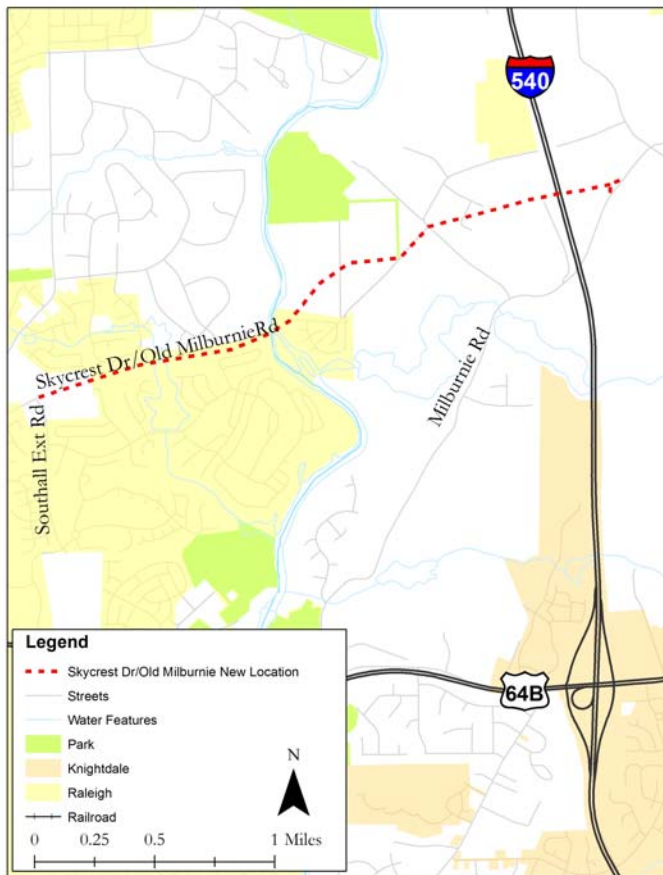 540
Skycrest Dr/Old MilburnieRd
Milburnie Rd
Southall Ext Rd
64B
Legend
Skycrest Dr/Old Milburnie New Location
Streets
Water Features
Park
Knightdale
Raleigh
Railroad
N
0 0.25 0.5 1 Miles